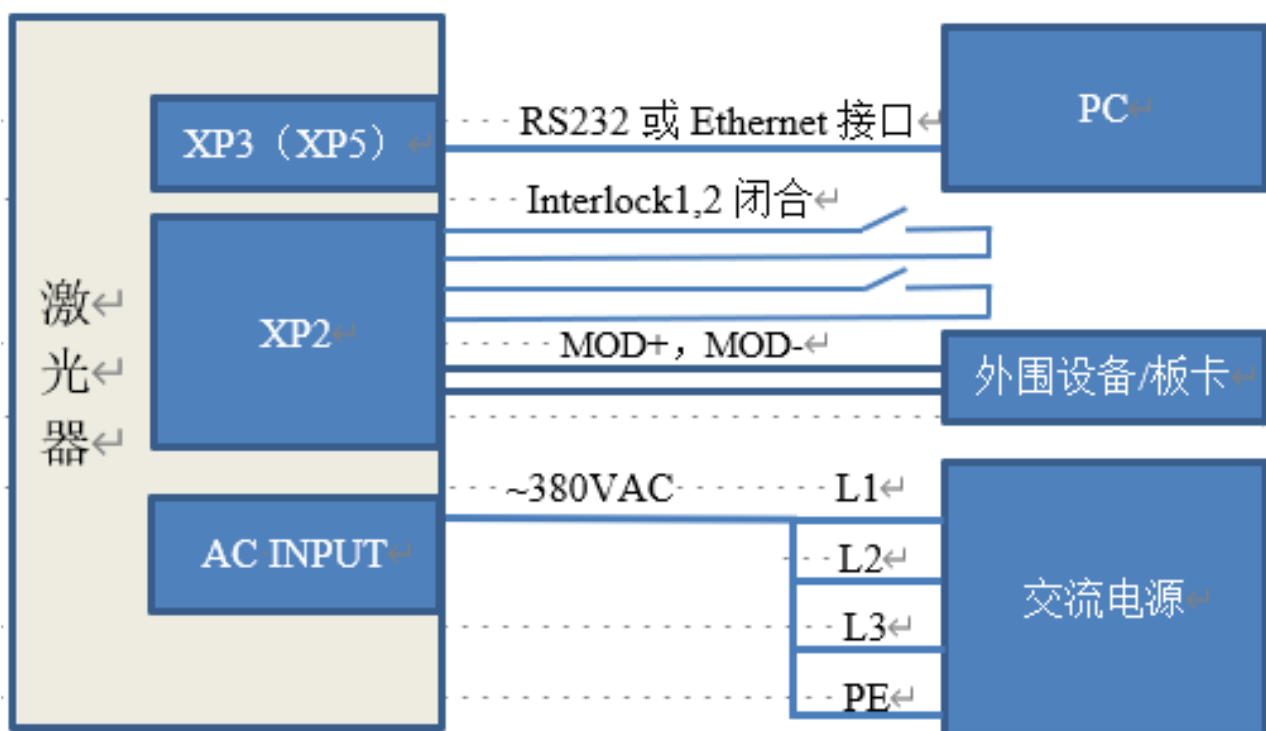 RS232 或 Ethernet 接口
PC
XP3（XP5）
Interlock1,2 闭合
激
光
器
XP2
MOD+，MOD-
外围设备/板卡
~380VAC
L1
AC INPUT
L2
交流电源
L3
PE